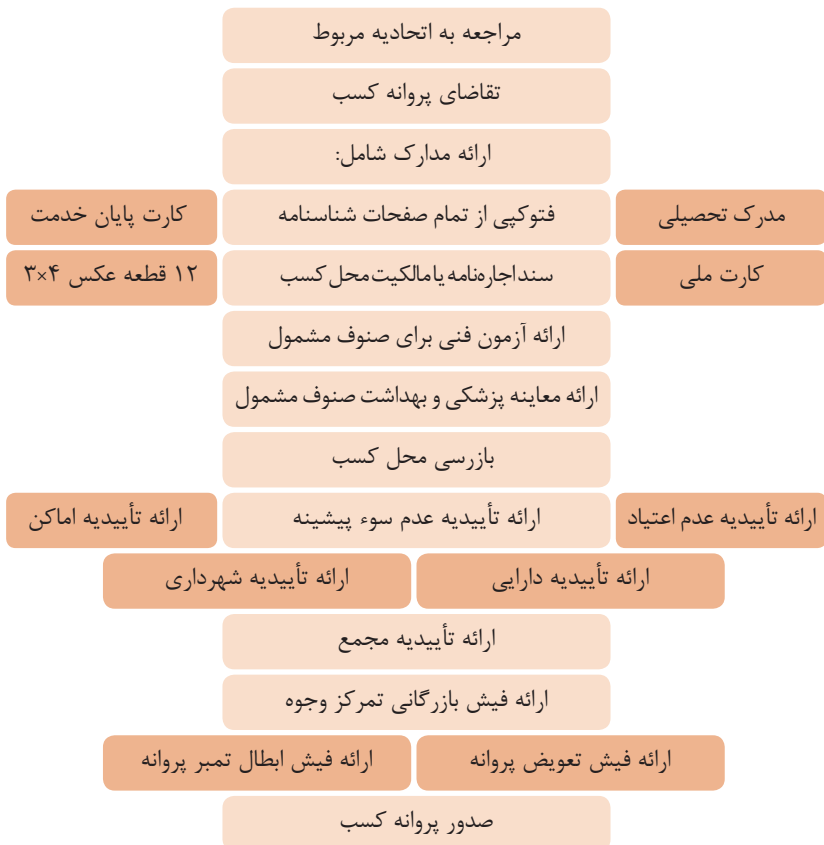 مراجعه به اتحادیه مربوط
تقاضای پروانه کسب
ارائه مدارک شامل:
مدرک تحصیلی
فتوکپی از تمام صفحات شناسنامه
کارت پایان خدمت
کارت ملی
سند اجاره‌نامه یا مالکیت محل کسب
۱۲ قطعه عکس ۴×۳
ارائه آزمون فنی برای صنوف مشمول
ارائه معاینه پزشکی و بهداشت صنوف مشمول
بازرسی محل کسب
ارائه تأییدیه عدم اعتیاد
ارائه تأییدیه عدم سوء پیشینه
ارائه تأییدیه اماکن
ارائه تأییدیه دارایی
ارائه تأییدیه شهرداری
ارائه تأییدیه مجمع
ارائه فیش بازرگانی تمرکز وجوه
ارائه فیش تعویض پروانه
ارائه فیش ابطال تمبر پروانه
صدور پروانه کسب